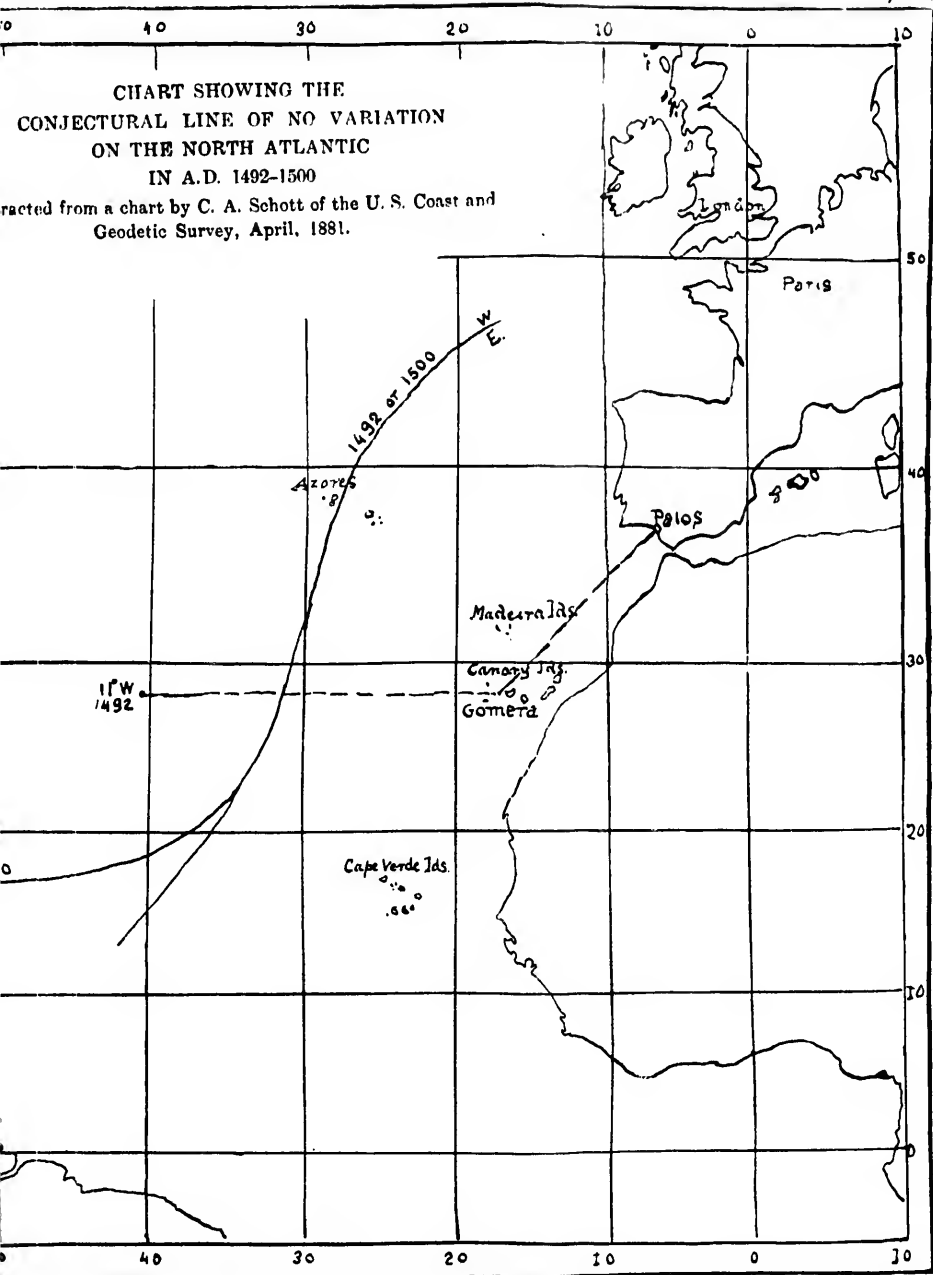 0 40 30 20 10 0 10
CHART SHOWING THE
CONJECTURAL LINE OF NO VARIATION
ON THE NORTH ATLANTIC
IN A.D. 1492–1500
racted from a chart by C. A. Schott of the U. S. Coast and
Geodetic Survey, April, 1881.
London
50
Paris
W
E.
1492 or 1500
40
Azores
Palos
Madeira Ids.
30
Canary Ids.
11° W
1492
Gomera
20
Cape Verde Ids.
0
10
0
0 40 30 20 10 0 10